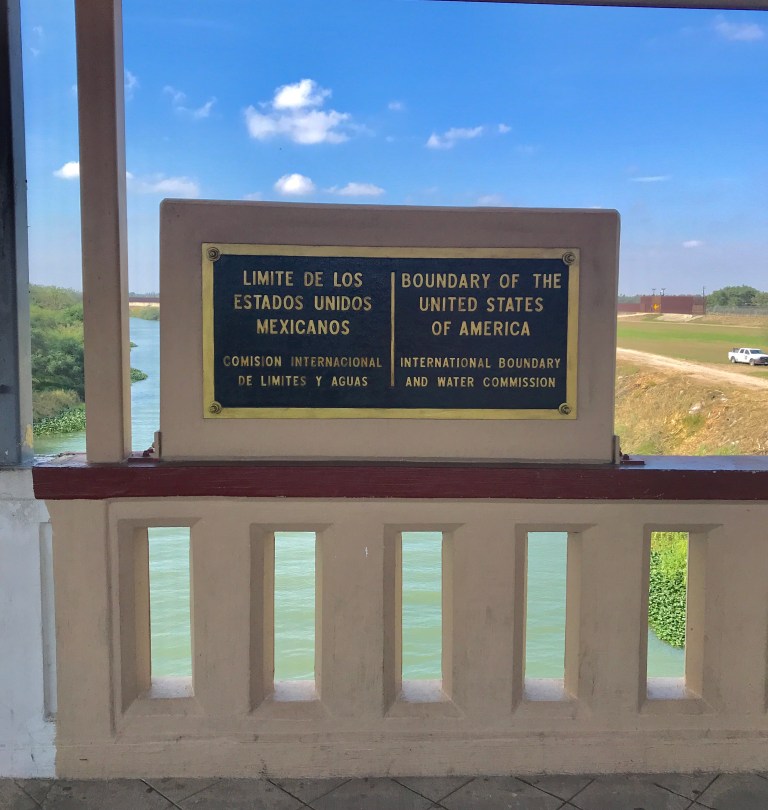 LIMITE DE LOS
ESTADOS UNIDOS
MEXICANOS
COMISION INTERNACIONAL
DE LIMITES Y AGUAS
BOUNDARY OF THE
UNITED STATES
OF AMERICA
INTERNATIONAL BOUNDARY
AND WATER COMMISSION